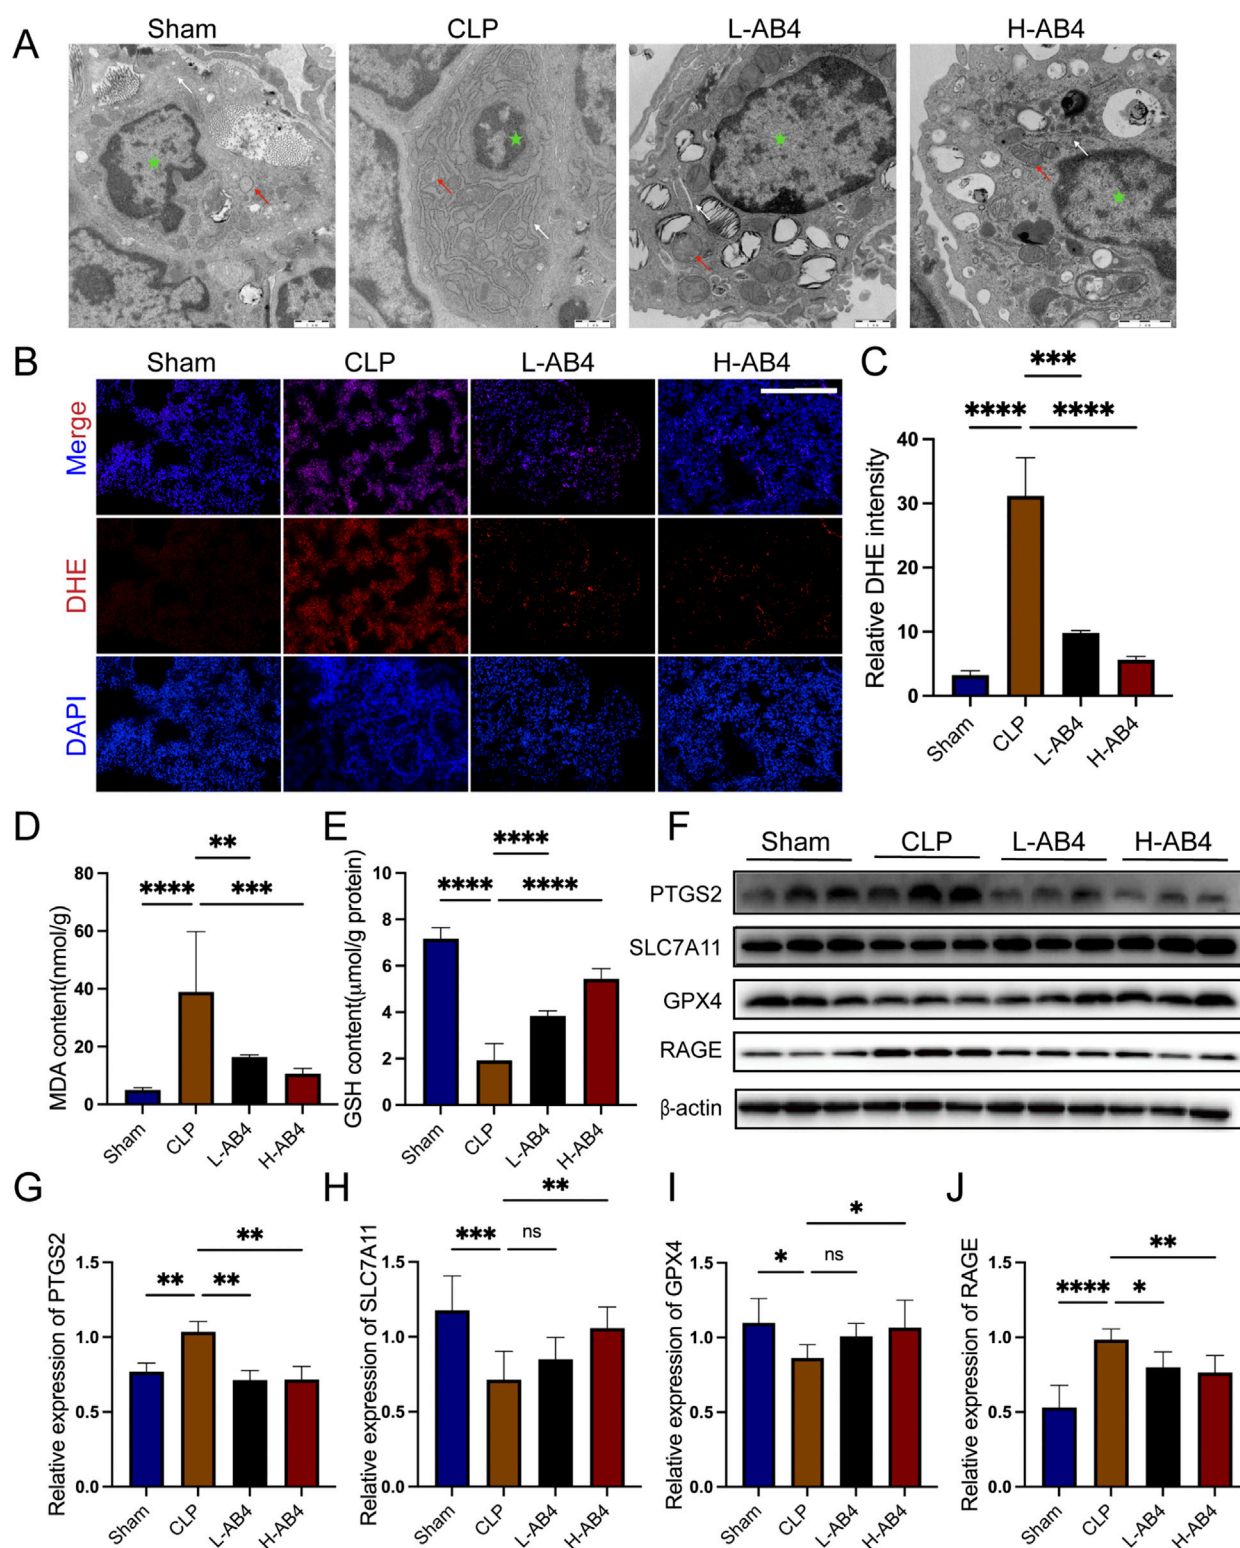 A
Sham CLP L-AB4 H-AB4
B
Sham CLP L-AB4 H-AB4
Merge
DHE
DAPI
C
***
**** ****
Relative DHE intensity
40
30
20
10
0
Sham CLP L-AB4 H-AB4
D
**
**** ***
MDA content(nmol/g)
80
60
40
20
0
Sham CLP L-AB4 H-AB4
E
****
**** ****
GSH content(μmol/g protein)
10
8
6
4
2
0
Sham CLP L-AB4 H-AB4
F
Sham CLP L-AB4 H-AB4
PTGS2
SLC7A11
GPX4
RAGE
β-actin
G
**
** **
Relative expression of PTGS2
1.5
1.0
0.5
0.0
Sham CLP L-AB4 H-AB4
H
**
*** ns
Relative expression of SLC7A11
1.5
1.0
0.5
0.0
Sham CLP L-AB4 H-AB4
I
*
* ns
Relative expression of GPX4
1.5
1.0
0.5
0.0
Sham CLP L-AB4 H-AB4
J
**
**** *
Relative expression of RAGE
1.5
1.0
0.5
0.0
Sham CLP L-AB4 H-AB4